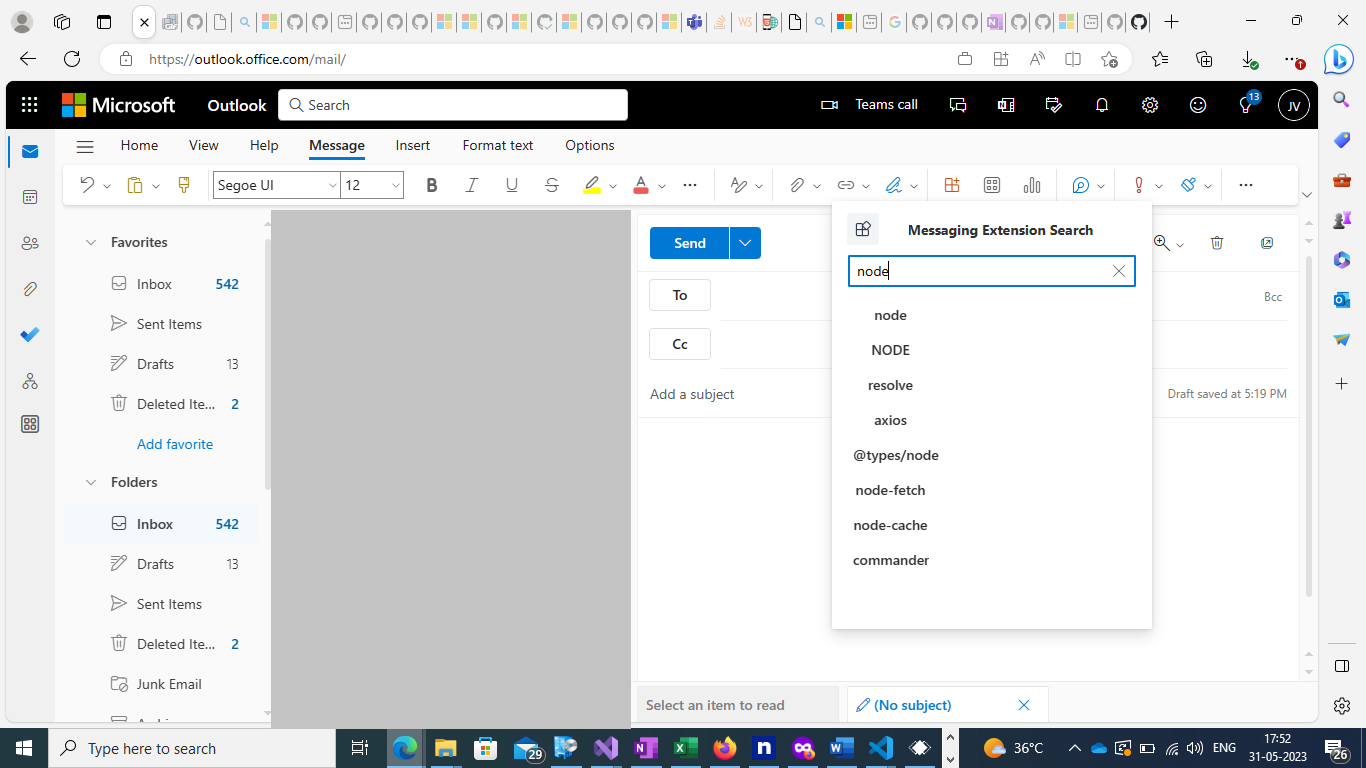 https://outlook.office.com/mail/
Microsoft Outlook Search Teams call 13 JV
Home View Help Message Insert Format text Options
Segoe UI 12 B I U S A A
Favorites
Inbox 542
Sent Items
Drafts 13
Deleted Ite... 2
Add favorite
Folders
Inbox 542
Drafts 13
Sent Items
Deleted Ite... 2
Junk Email
Send
To
Bcc
Cc
Add a subject
Draft saved at 5:19 PM
Messaging Extension Search
node
node
NODE
resolve
axios
@types/node
node-fetch
node-cache
commander
Select an item to read
(No subject)
Type here to search
29
36°C
ENG
17:52
31-05-2023
26